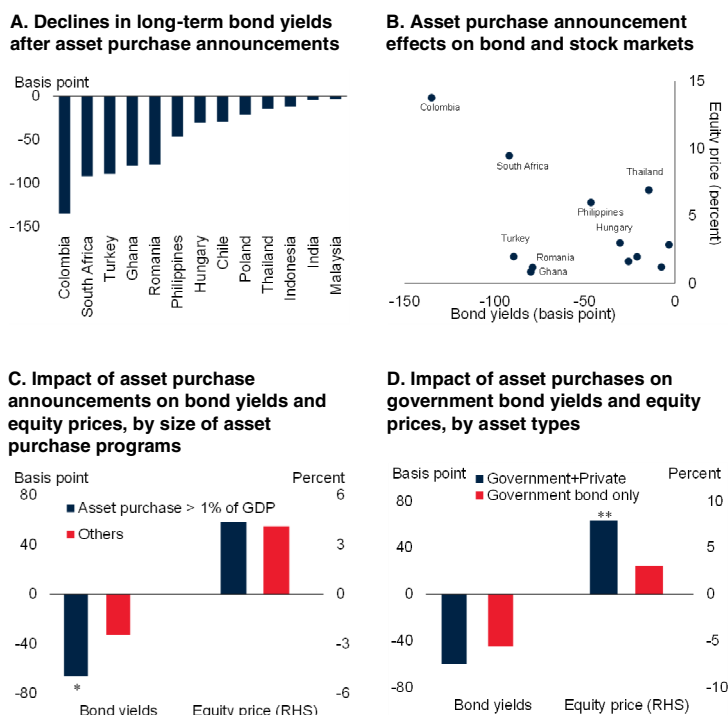 A. Declines in long-term bond yields
after asset purchase announcements
Basis point
0
-50
-100
-150
Colombia
South Africa
Turkey
Ghana
Romania
Philippines
Hungary
Chile
Poland
Thailand
Indonesia
India
Malaysia
B. Asset purchase announcement
effects on bond and stock markets
15
10
5
0
Equity price (percent)
Colombia
South Africa
Thailand
Philippines
Hungary
Turkey
Romania
Ghana
-150
-100
-50
0
Bond yields (basis point)
C. Impact of asset purchase
announcements on bond yields and
equity prices, by size of asset
purchase programs
Basis point
Percent
80
40
0
-40
-80
6
3
0
-3
-6
Asset purchase > 1% of GDP
Others
*
Bond yields
Equity price (RHS)
D. Impact of asset purchases on
government bond yields and equity
prices, by asset types
Basis point
Percent
80
40
0
-40
-80
10
5
0
-5
-10
Government+Private
Government bond only
**
Bond yields
Equity price (RHS)